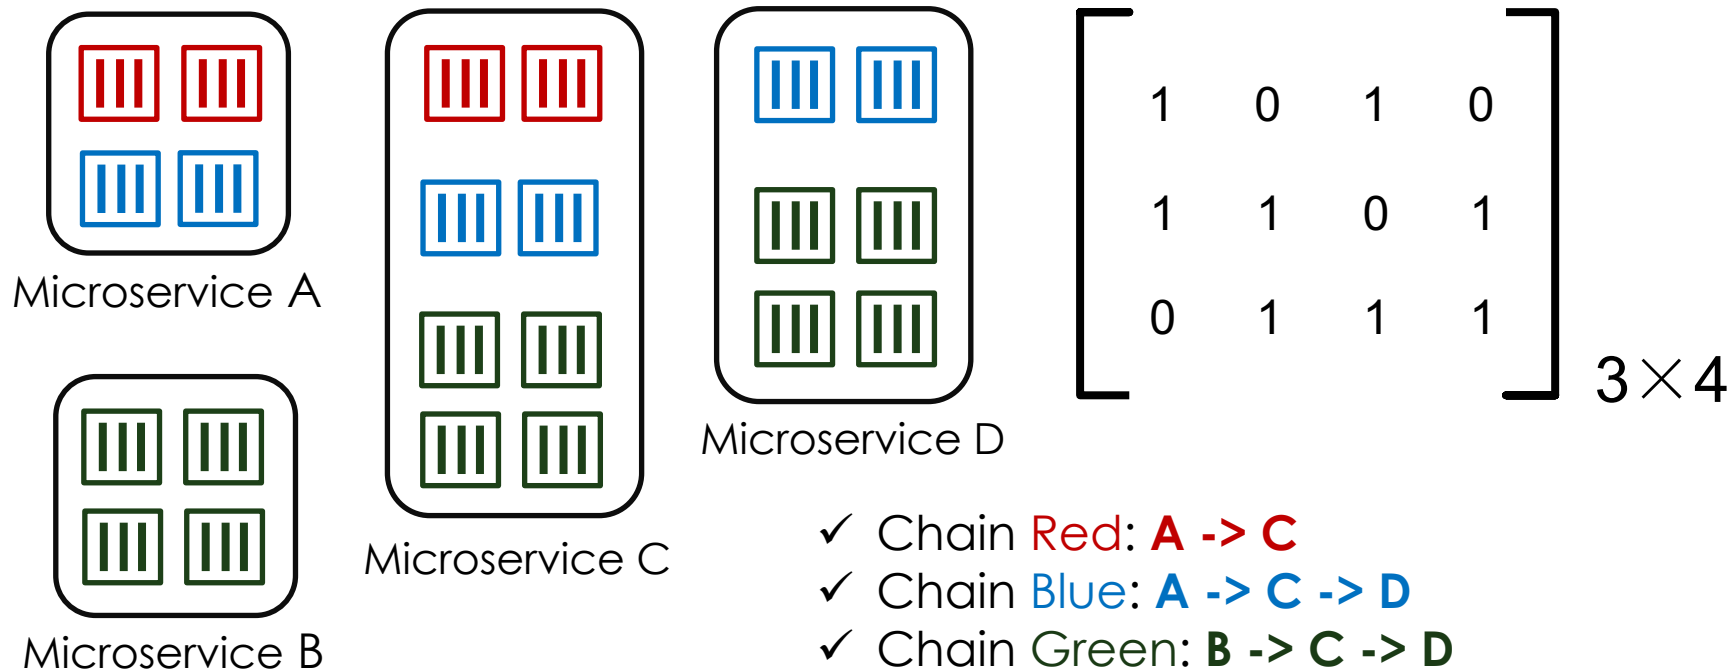 Microservice A
Microservice B
Microservice C
Microservice D
1 0 1 0
1 1 0 1
0 1 1 1
3×4
✓ Chain Red: A -> C
✓ Chain Blue: A -> C -> D
✓ Chain Green: B -> C -> D